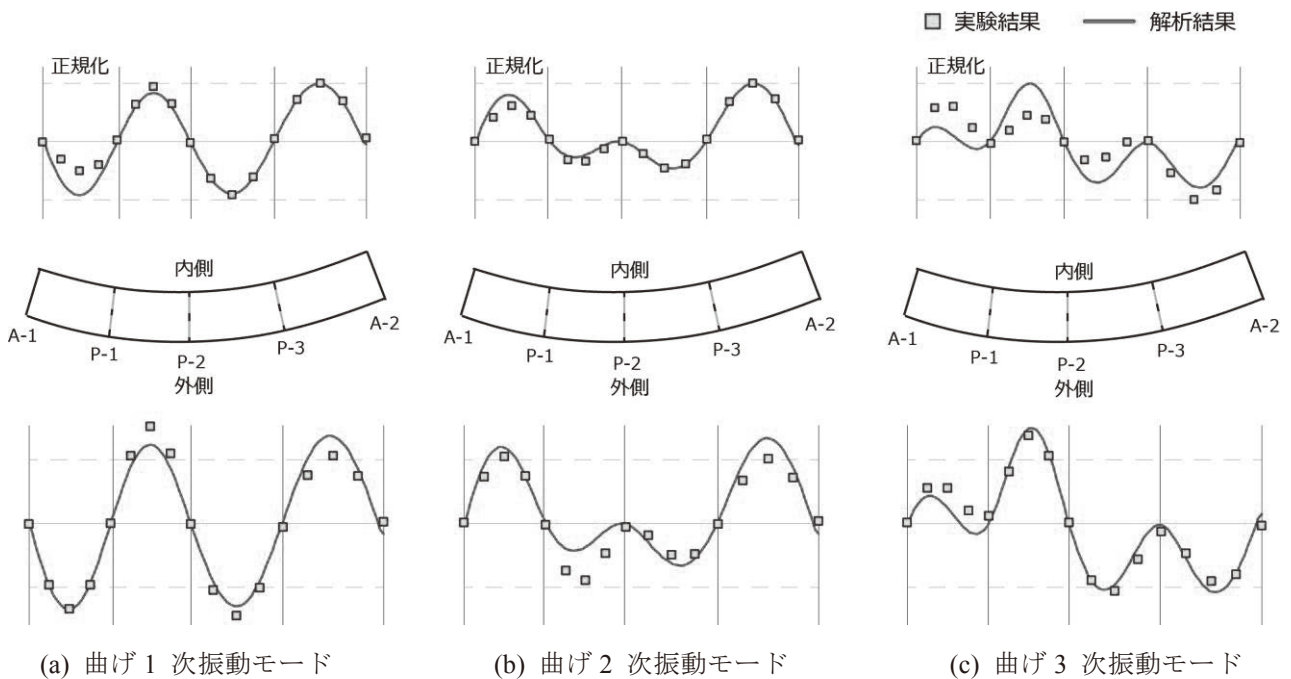 実験結果 解析結果
正規化 正規化 正規化
内側 内側 内側
A-1 P-1 P-2 P-3 A-2
外側
A-1 P-1 P-2 P-3 A-2
外側
A-1 P-1 P-2 P-3 A-2
外側
(a) 曲げ 1 次振動モード
(b) 曲げ 2 次振動モード
(c) 曲げ 3 次振動モード